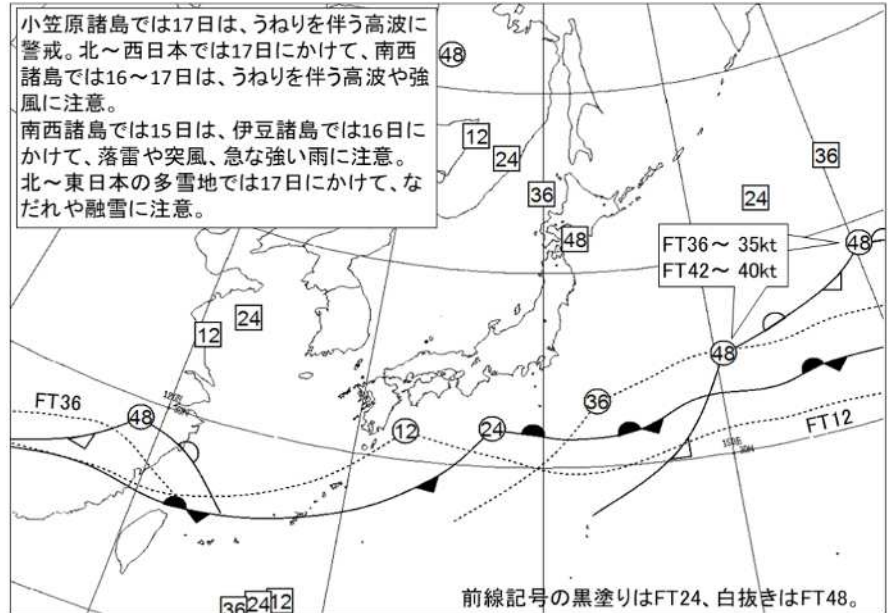 小笠原諸島では17日は、うねりを伴う高波に
警戒。北～西日本では17日にかけて、南西
諸島では16～17日は、うねりを伴う高波や強
風に注意。
南西諸島では15日は、伊豆諸島では16日に
かけて、落雷や突風、急な強い雨に注意。
北～東日本の多雪地では17日にかけて、な
だれや融雪に注意。
48
12
24
36
48
36
24
FT36～ 35kt
FT42～ 40kt
48
48
24
12
FT36
48
36
12
24
FT12
36
24
12
前線記号の黒塗りはFT24、白抜きはFT48。